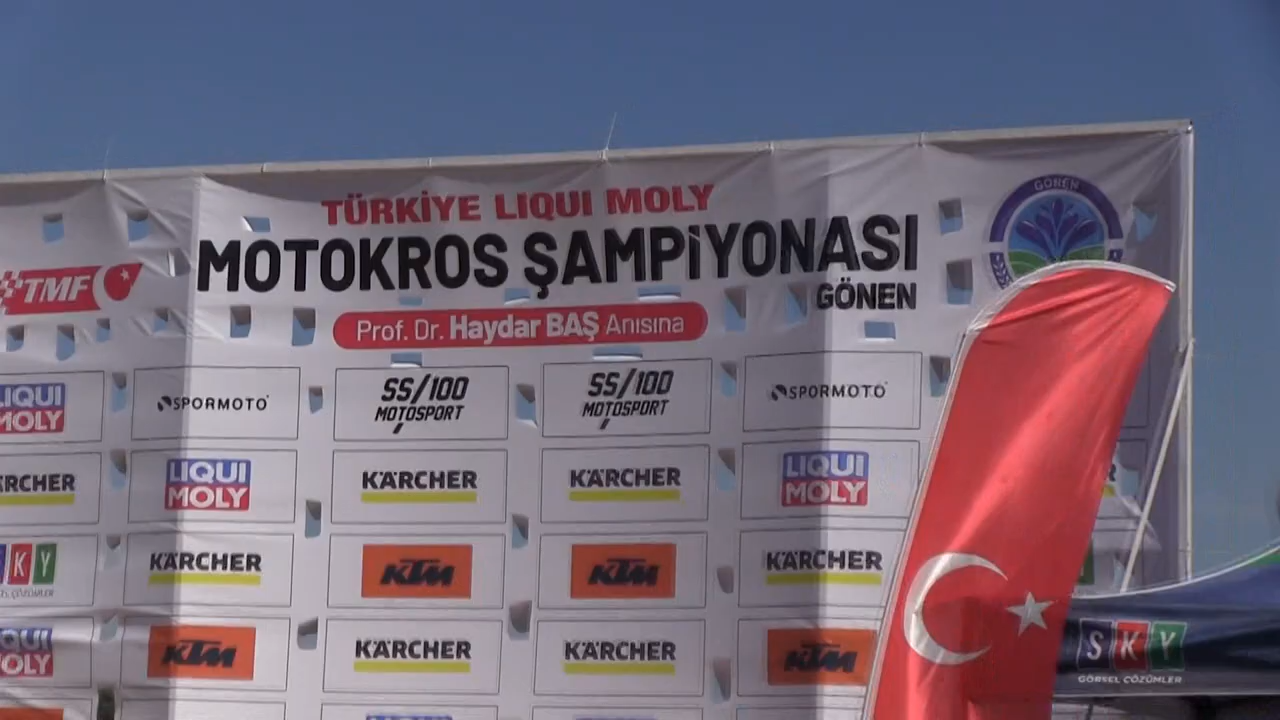 TÜRKİYE LIQUI MOLY
MOTOKROS ŞAMPİYONASI
GÖNEN
Prof. Dr. Haydar BAŞ Anısına
TMF
GÖNEN
LIQUI MOLY
SPORMOTO
SS/100 MOTOSPORT
SS/100 MOTOSPORT
SPORMOTO
KÄRCHER
LIQUI MOLY
KÄRCHER
KÄRCHER
LIQUI MOLY
SKY
KÄRCHER
KTM
KTM
KÄRCHER
LIQUI MOLY
KTM
KÄRCHER
KÄRCHER
KTM
SKY
GÖRSEL ÇÖZÜMLER